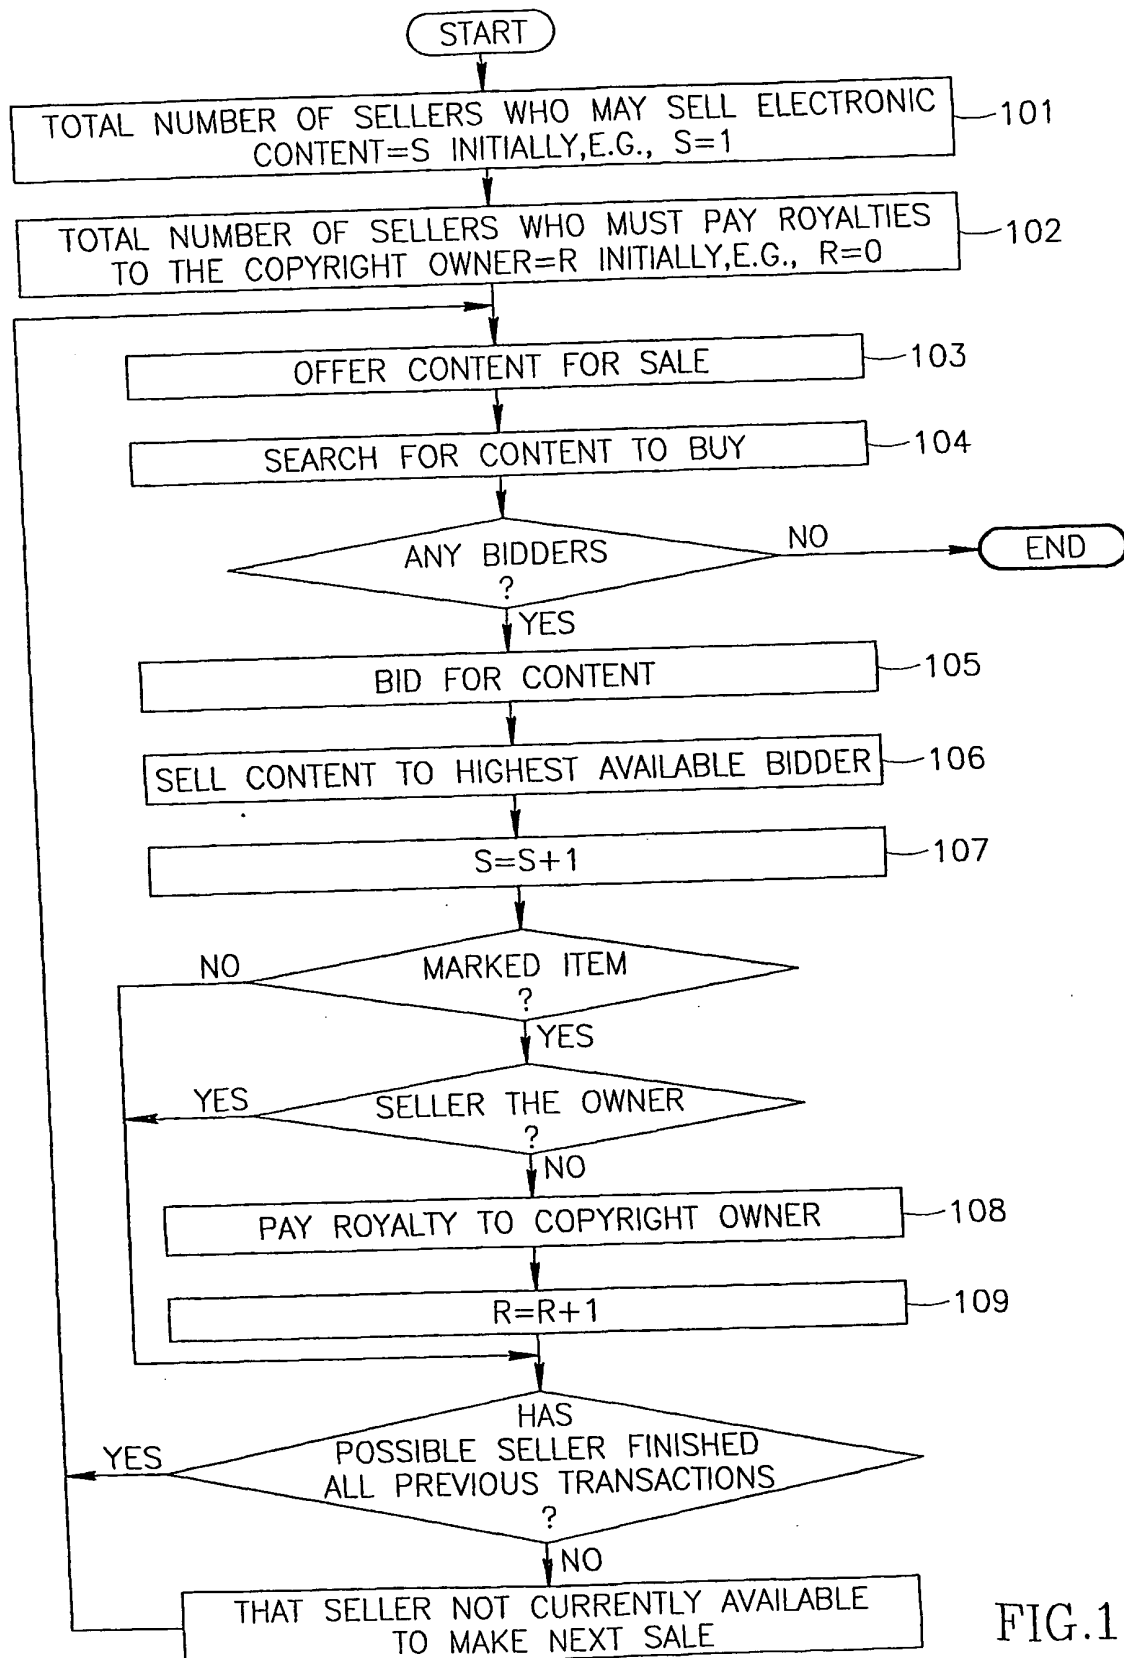 START
TOTAL NUMBER OF SELLERS WHO MAY SELL ELECTRONIC
CONTENT=S INITIALLY,E.G., S=1
101
TOTAL NUMBER OF SELLERS WHO MUST PAY ROYALTIES
TO THE COPYRIGHT OWNER=R INITIALLY,E.G., R=0
102
OFFER CONTENT FOR SALE
103
SEARCH FOR CONTENT TO BUY
104
ANY BIDDERS
?
NO
END
YES
BID FOR CONTENT
105
SELL CONTENT TO HIGHEST AVAILABLE BIDDER
106
S=S+1
107
MARKED ITEM
?
NO
YES
SELLER THE OWNER
?
YES
NO
PAY ROYALTY TO COPYRIGHT OWNER
108
R=R+1
109
HAS
POSSIBLE SELLER FINISHED
ALL PREVIOUS TRANSACTIONS
?
YES
NO
THAT SELLER NOT CURRENTLY AVAILABLE
TO MAKE NEXT SALE
FIG.1